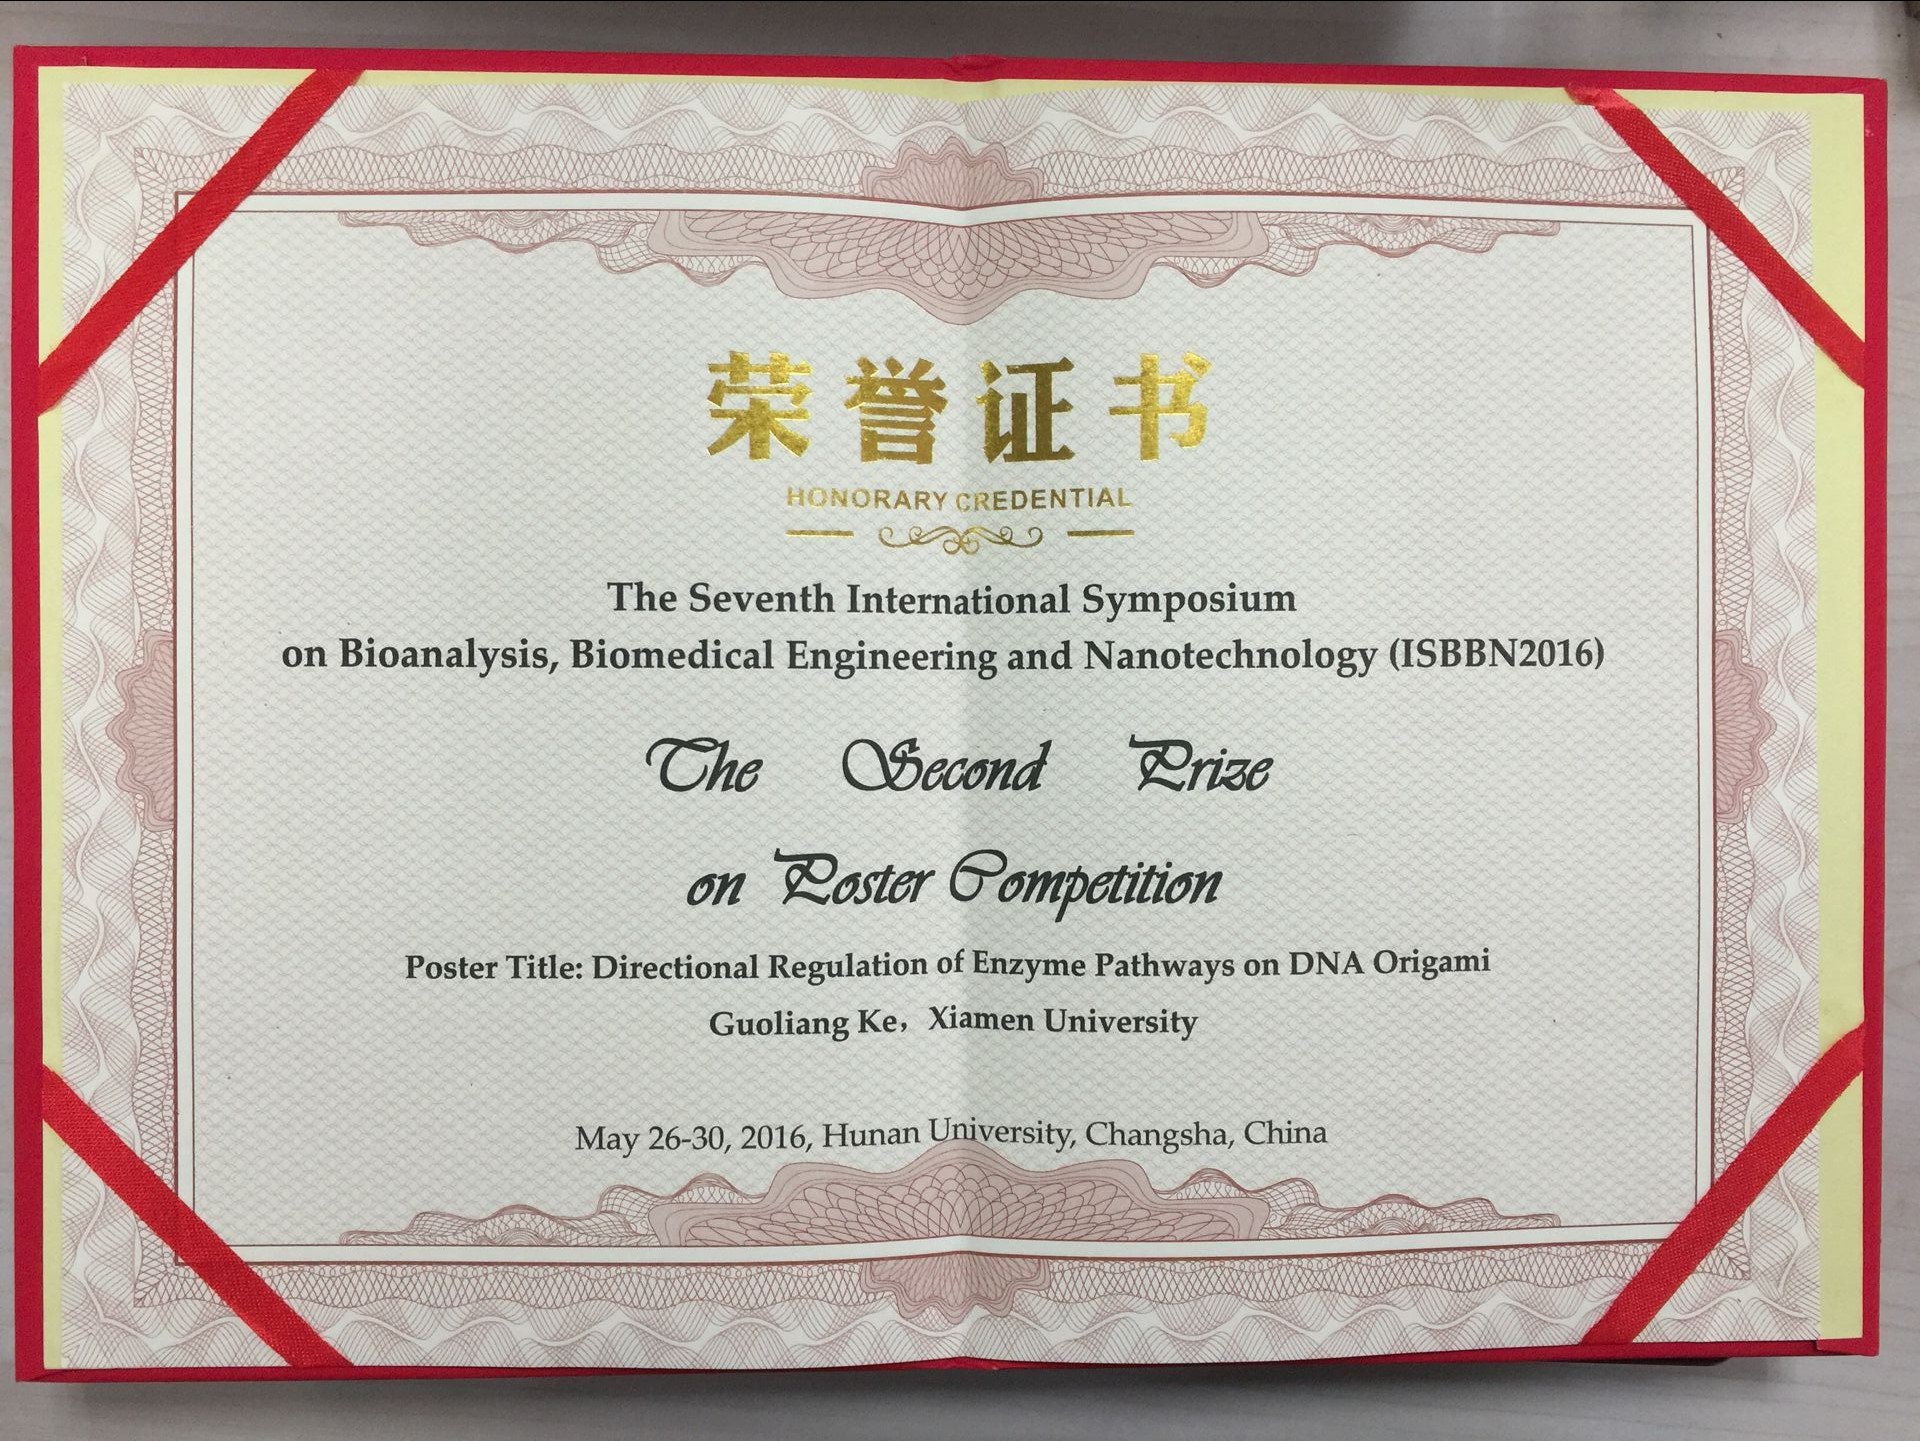 荣誉证书
HONORARY CREDENTIAL
The Seventh International Symposium
on Bioanalysis, Biomedical Engineering and Nanotechnology (ISBBN2016)
The Second Prize
on Poster Competition
Poster Title: Directional Regulation of Enzyme Pathways on DNA Origami
Guoliang Ke，Xiamen University
May 26-30, 2016, Hunan University, Changsha, China